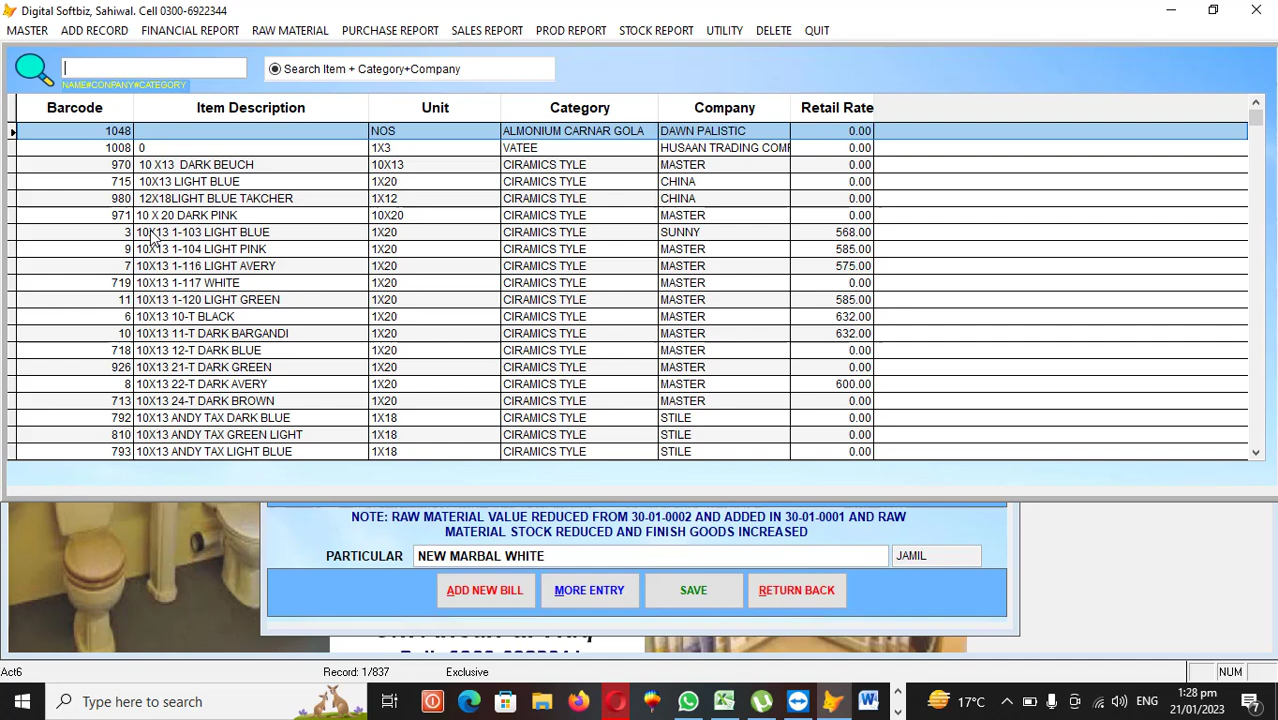 Digital Softbiz, Sahiwal. Cell 0300-6922344
MASTER ADD RECORD FINANCIAL REPORT RAW MATERIAL PURCHASE REPORT SALES REPORT PROD REPORT STOCK REPORT UTILITY DELETE QUIT
Search Item + Category+Company
NAME#CONPANY#CATEGORY
Barcode Item Description Unit Category Company Retail Rate
1048 NOS ALMONIUM CARNAR GOLA DAWN PALISTIC 0.00
1008 0 1X3 VATEE HUSAAN TRADING COMF 0.00
970 10 X13 DARK BEUCH 10X13 CIRAMICS TYLE MASTER 0.00
715 10X13 LIGHT BLUE 1X20 CIRAMICS TYLE CHINA 0.00
980 12X18LIGHT BLUE TAKCHER 1X12 CIRAMICS TYLE CHINA 0.00
971 10 X 20 DARK PINK 10X20 CIRAMICS TYLE MASTER 0.00
3 10X13 1-103 LIGHT BLUE 1X20 CIRAMICS TYLE SUNNY 568.00
9 10X13 1-104 LIGHT PINK 1X20 CIRAMICS TYLE MASTER 585.00
7 10X13 1-116 LIGHT AVERY 1X20 CIRAMICS TYLE MASTER 575.00
719 10X13 1-117 WHITE 1X20 CIRAMICS TYLE MASTER 0.00
11 10X13 1-120 LIGHT GREEN 1X20 CIRAMICS TYLE MASTER 585.00
6 10X13 10-T BLACK 1X20 CIRAMICS TYLE MASTER 632.00
10 10X13 11-T DARK BARGANDI 1X20 CIRAMICS TYLE MASTER 632.00
718 10X13 12-T DARK BLUE 1X20 CIRAMICS TYLE MASTER 0.00
926 10X13 21-T DARK GREEN 1X20 CIRAMICS TYLE MASTER 0.00
8 10X13 22-T DARK AVERY 1X20 CIRAMICS TYLE MASTER 600.00
713 10X13 24-T DARK BROWN 1X20 CIRAMICS TYLE MASTER 0.00
792 10X13 ANDY TAX DARK BLUE 1X18 CIRAMICS TYLE STILE 0.00
810 10X13 ANDY TAX GREEN LIGHT 1X18 CIRAMICS TYLE STILE 0.00
793 10X13 ANDY TAX LIGHT BLUE 1X18 CIRAMICS TYLE STILE 0.00
NOTE: RAW MATERIAL VALUE REDUCED FROM 30-01-0002 AND ADDED IN 30-01-0001 AND RAW
MATERIAL STOCK REDUCED AND FINISH GOODS INCREASED
PARTICULAR NEW MARBAL WHITE JAMIL
ADD NEW BILL MORE ENTRY SAVE RETURN BACK
Act6 Record: 1/837 Exclusive NUM
Type here to search 17°C ENG 1:28 pm
21/01/2023 7